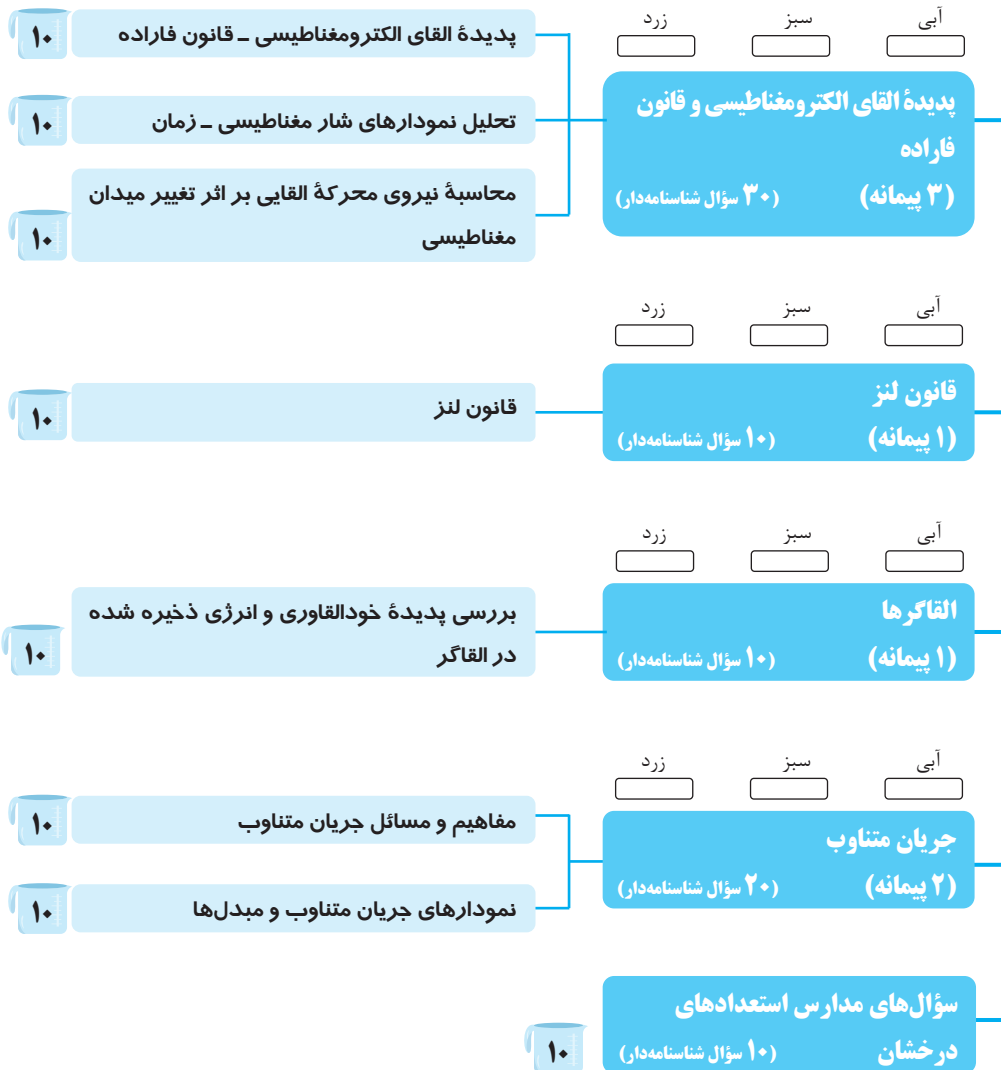 آبی سبز زرد
پدیدهٔ القای الکترومغناطیسی و قانون
فاراده
(۳ پیمانه) (۳۰ سؤال شناسنامه‌دار)
پدیدهٔ القای الکترومغناطیسی ـ قانون فاراده
۱۰
تحلیل نمودارهای شار مغناطیسی ـ زمان
۱۰
محاسبهٔ نیروی محرکهٔ القایی بر اثر تغییر میدان
مغناطیسی
۱۰
آبی سبز زرد
قانون لنز
(۱ پیمانه) (۱۰ سؤال شناسنامه‌دار)
قانون لنز
۱۰
آبی سبز زرد
القاگرها
(۱ پیمانه) (۱۰ سؤال شناسنامه‌دار)
بررسی پدیدهٔ خودالقاوری و انرژی ذخیره شده
در القاگر
۱۰
آبی سبز زرد
جریان متناوب
(۲ پیمانه) (۲۰ سؤال شناسنامه‌دار)
مفاهیم و مسائل جریان متناوب
۱۰
نمودارهای جریان متناوب و مبدل‌ها
۱۰
سؤال‌های مدارس استعدادهای
درخشان (۱۰ سؤال شناسنامه‌دار)
۱۰